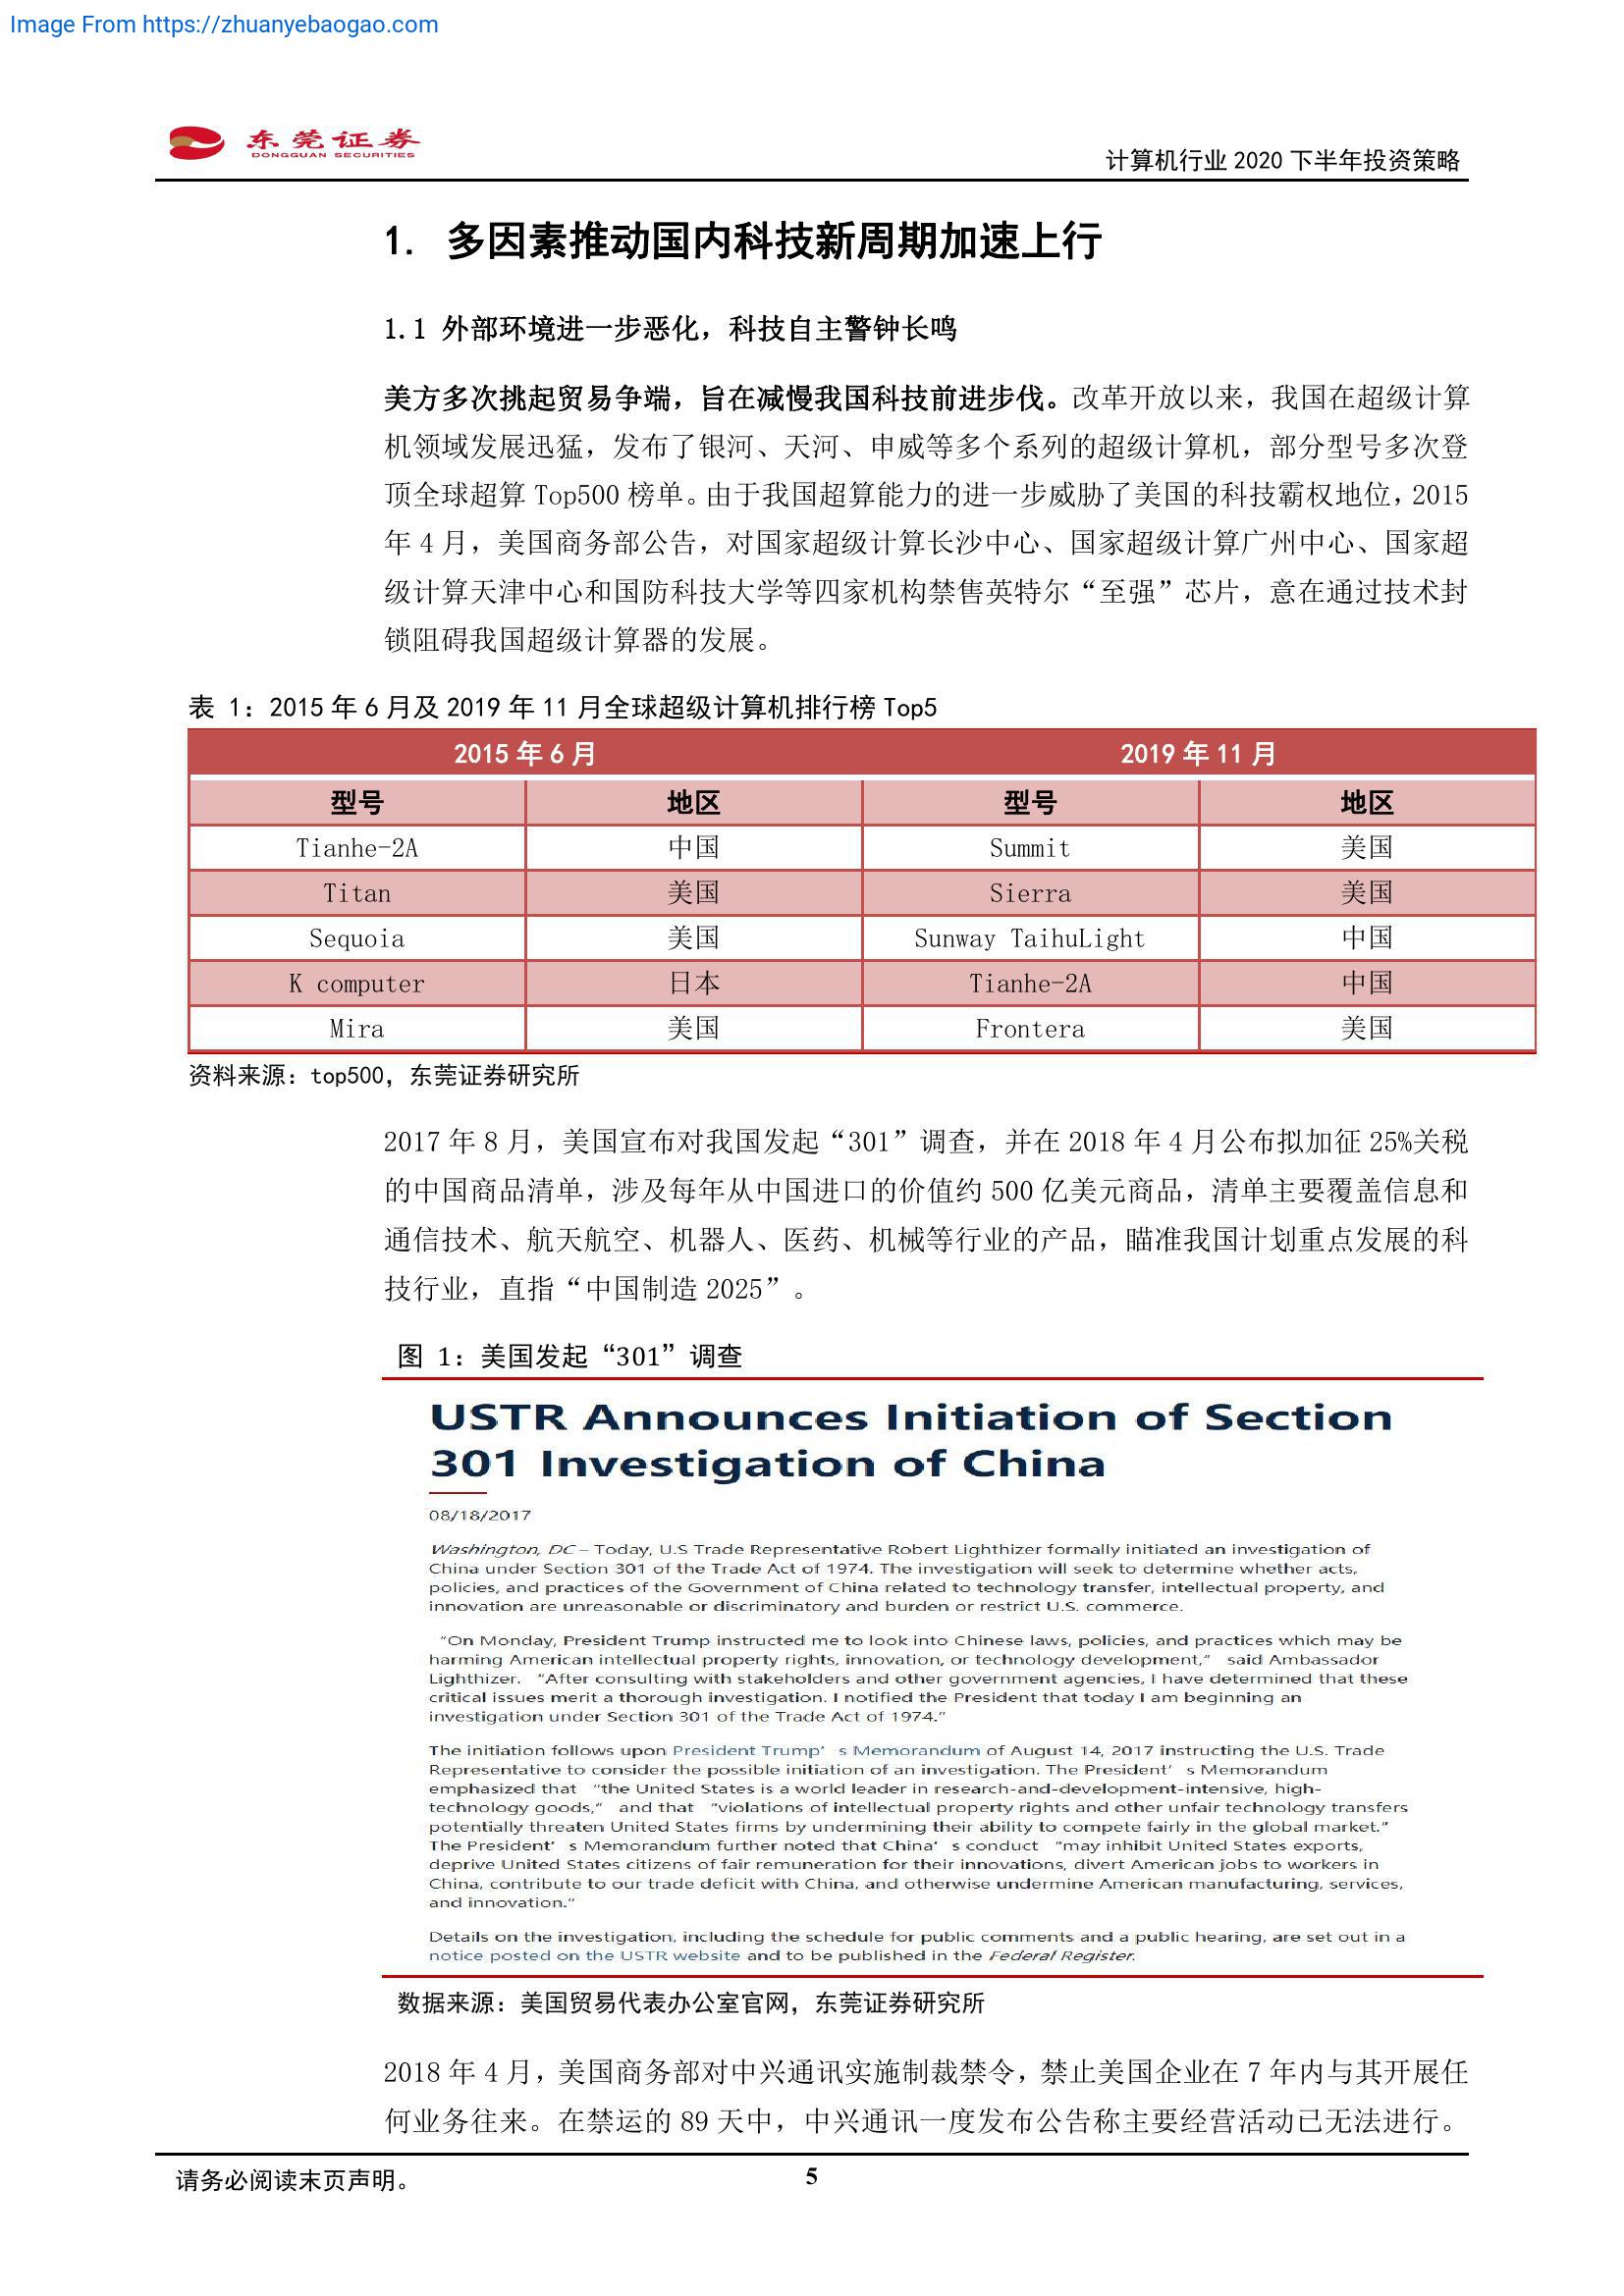 Image From https://zhuanyebaogao.com
东莞证券
DONGGUAN SECURITIES
计算机行业 2020 下半年投资策略
1. 多因素推动国内科技新周期加速上行
1.1 外部环境进一步恶化，科技自主警钟长鸣
美方多次挑起贸易争端，旨在减慢我国科技前进步伐。改革开放以来，我国在超级计算
机领域发展迅猛，发布了银河、天河、申威等多个系列的超级计算机，部分型号多次登
顶全球超算 Top500 榜单。由于我国超算能力的进一步威胁了美国的科技霸权地位，2015
年 4 月，美国商务部公告，对国家超级计算长沙中心、国家超级计算广州中心、国家超
级计算天津中心和国防科技大学等四家机构禁售英特尔“至强”芯片，意在通过技术封
锁阻碍我国超级计算器的发展。
表 1：2015 年 6 月及 2019 年 11 月全球超级计算机排行榜 Top5
2015 年 6 月 2019 年 11 月
型号 地区 型号 地区
Tianhe-2A 中国 Summit 美国
Titan 美国 Sierra 美国
Sequoia 美国 Sunway TaihuLight 中国
K computer 日本 Tianhe-2A 中国
Mira 美国 Frontera 美国
资料来源：top500，东莞证券研究所
2017 年 8 月，美国宣布对我国发起“301”调查，并在 2018 年 4 月公布拟加征 25%关税
的中国商品清单，涉及每年从中国进口的价值约 500 亿美元商品，清单主要覆盖信息和
通信技术、航天航空、机器人、医药、机械等行业的产品，瞄准我国计划重点发展的科
技行业，直指“中国制造 2025”。
图 1：美国发起“301”调查
USTR Announces Initiation of Section
301 Investigation of China
08/18/2017
Washington, DC – Today, U.S Trade Representative Robert Lighthizer formally initiated an investigation of
China under Section 301 of the Trade Act of 1974. The investigation will seek to determine whether acts,
policies, and practices of the Government of China related to technology transfer, intellectual property, and
innovation are unreasonable or discriminatory and burden or restrict U.S. commerce.
“On Monday, President Trump instructed me to look into Chinese laws, policies, and practices which may be
harming American intellectual property rights, innovation, or technology development,” said Ambassador
Lighthizer. “After consulting with stakeholders and other government agencies, I have determined that these
critical issues merit a thorough investigation. I notified the President that today I am beginning an
investigation under Section 301 of the Trade Act of 1974.”
The initiation follows upon President Trump’s Memorandum of August 14, 2017 instructing the U.S. Trade
Representative to consider the possible initiation of an investigation. The President’s Memorandum
emphasized that “the United States is a world leader in research-and-development-intensive, high-
technology goods,” and that “violations of intellectual property rights and other unfair technology transfers
potentially threaten United States firms by undermining their ability to compete fairly in the global market.”
The President’s Memorandum further noted that China’s conduct “may inhibit United States exports,
deprive United States citizens of fair remuneration for their innovations, divert American jobs to workers in
China, contribute to our trade deficit with China, and otherwise undermine American manufacturing, services,
and innovation.”
Details on the investigation, including the schedule for public comments and a public hearing, are set out in a
notice posted on the USTR website and to be published in the Federal Register.
数据来源：美国贸易代表办公室官网，东莞证券研究所
2018 年 4 月，美国商务部对中兴通讯实施制裁禁令，禁止美国企业在 7 年内与其开展任
何业务往来。在禁运的 89 天中，中兴通讯一度发布公告称主要经营活动已无法进行。
请务必阅读末页声明。
5